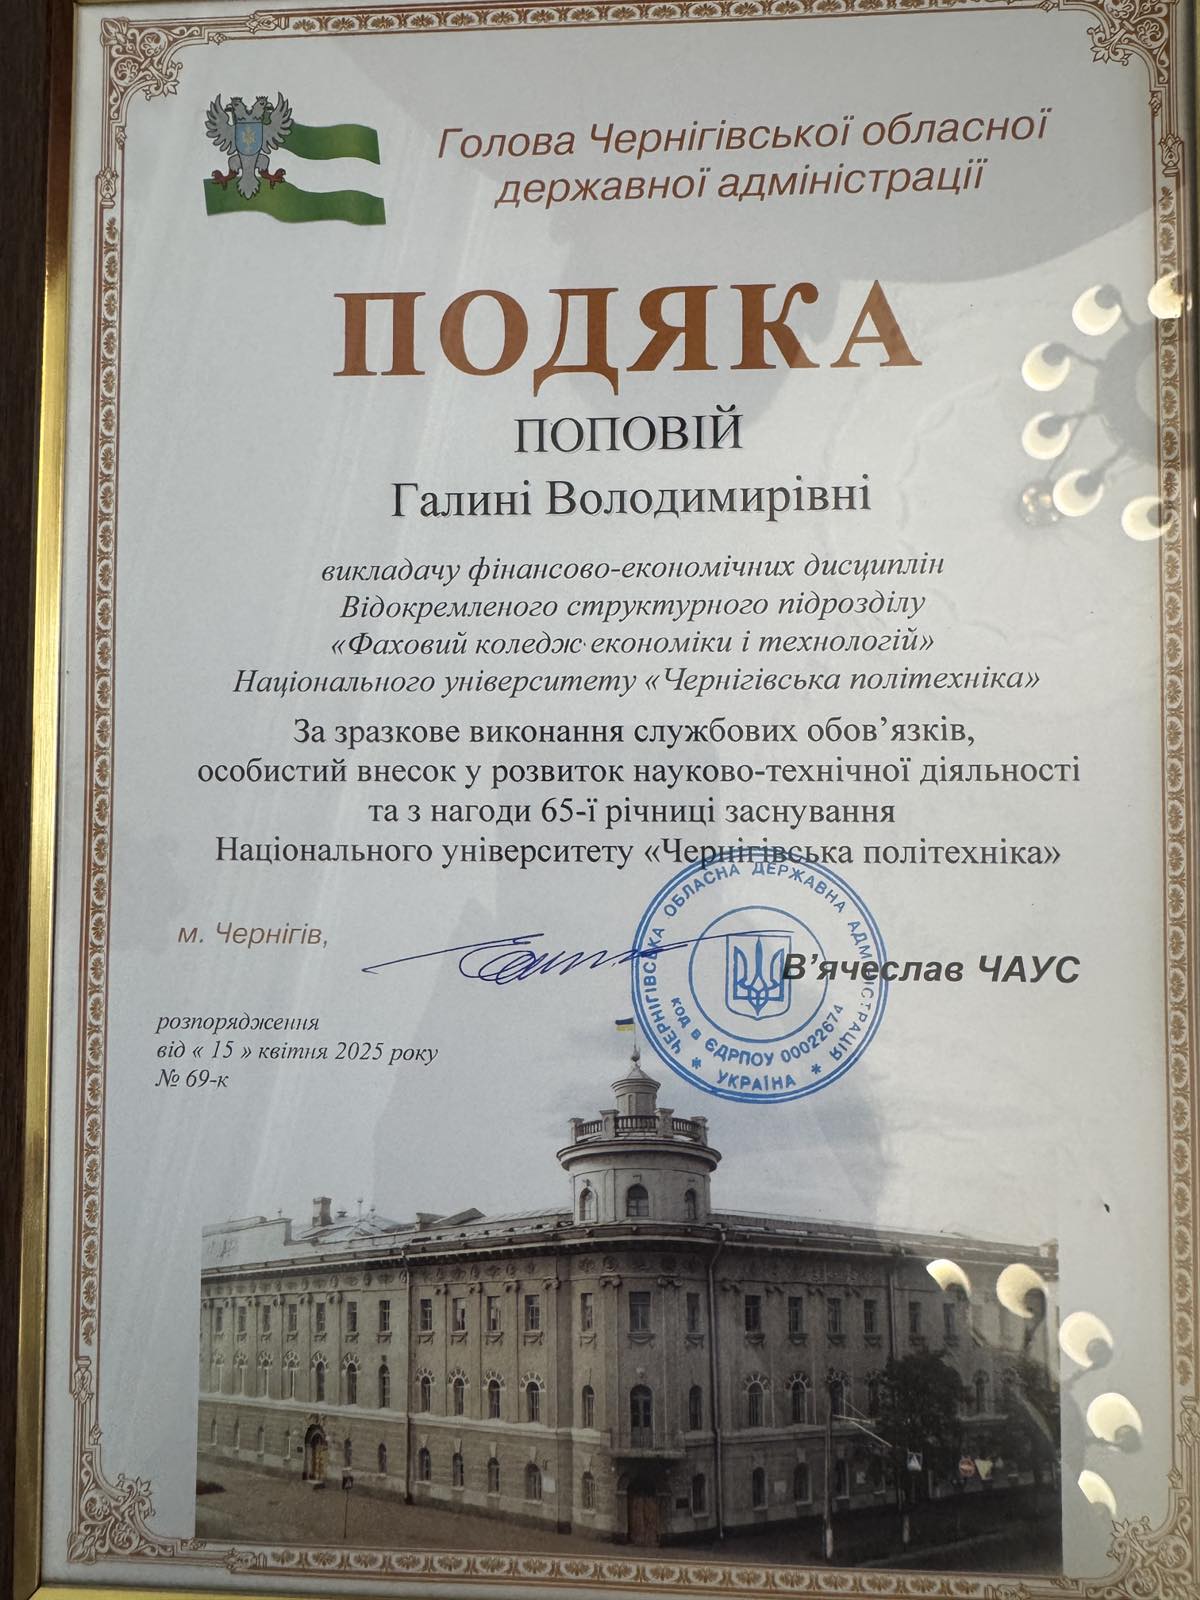 Голова Чернігівської обласної
державної адміністрації
ПОДЯКА
ПОПОВІЙ
Галині Володимирівні
викладачу фінансово-економічних дисциплін
Відокремленого структурного підрозділу
«Фаховий коледж економіки і технологій»
Національного університету «Чернігівська політехніка»
За зразкове виконання службових обов’язків,
особистий внесок у розвиток науково-технічної діяльності
та з нагоди 65-ї річниці заснування
Національного університету «Чернігівська політехніка»
м. Чернігів,
В’ячеслав ЧАУС
ЧЕРНІГІВСЬКА ОБЛАСНА ДЕРЖАВНА АДМІНІСТРАЦІЯ
код в ЄДРПОУ 00022674
* УКРАЇНА *
розпорядження
від « 15 » квітня 2025 року
№ 69-к